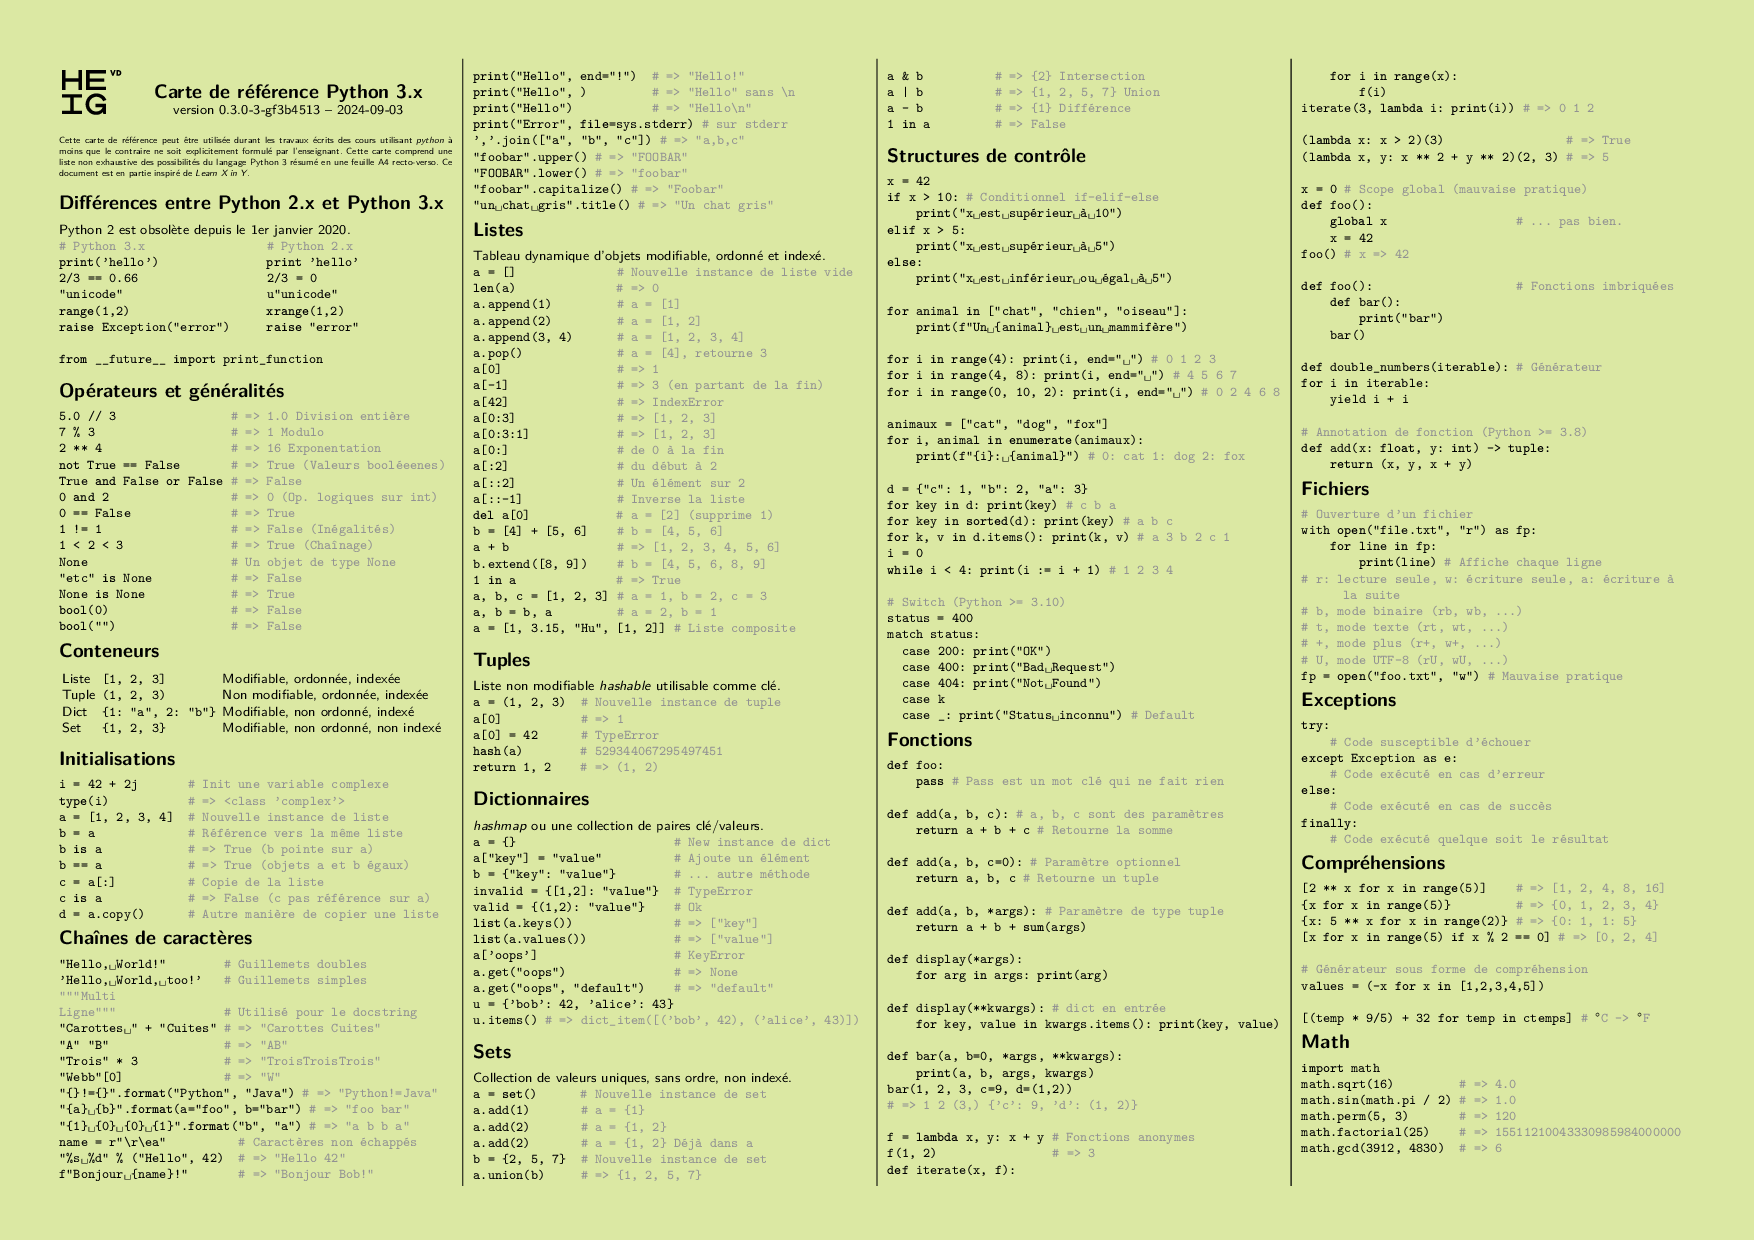 HE VD
IG
Carte de référence Python 3.x
version 0.3.0-3-gf3b4513 – 2024-09-03
Cette carte de référence peut être utilisée durant les travaux écrits des cours utilisant python à
moins que le contraire ne soit explicitement formulé par l'enseignant. Cette carte comprend une
liste non exhaustive des possibilités du langage Python 3 résumé en une feuille A4 recto-verso. Ce
document est en partie inspiré de Learn X in Y.
Différences entre Python 2.x et Python 3.x
Python 2 est obsolète depuis le 1er janvier 2020.
# Python 3.x # Python 2.x
print('hello') print 'hello'
2/3 == 0.66 2/3 = 0
"unicode" u"unicode"
range(1,2) xrange(1,2)
raise Exception("error") raise "error"
from __future__ import print_function
Opérateurs et généralités
5.0 // 3 # => 1.0 Division entière
7 % 3 # => 1 Modulo
2 ** 4 # => 16 Exponentation
not True == False # => True (Valeurs booléeenes)
True and False or False # => False
0 and 2 # => 0 (Op. logiques sur int)
0 == False # => True
1 != 1 # => False (Inégalités)
1 < 2 < 3 # => True (Chaînage)
None # Un objet de type None
"etc" is None # => False
None is None # => True
bool(0) # => False
bool("") # => False
Conteneurs
Liste [1, 2, 3] Modifiable, ordonnée, indexée
Tuple (1, 2, 3) Non modifiable, ordonnée, indexée
Dict {1: "a", 2: "b"} Modifiable, non ordonné, indexé
Set {1, 2, 3} Modifiable, non ordonné, non indexé
Initialisations
i = 42 + 2j # Init une variable complexe
type(i) # => <class 'complex'>
a = [1, 2, 3, 4] # Nouvelle instance de liste
b = a # Référence vers la même liste
b is a # => True (b pointe sur a)
b == a # => True (objets a et b égaux)
c = a[:] # Copie de la liste
c is a # => False (c pas référence sur a)
d = a.copy() # Autre manière de copier une liste
Chaînes de caractères
"Hello,␣World!" # Guillemets doubles
'Hello,␣World,␣too!' # Guillemets simples
"""Multi
Ligne""" # Utilisé pour le docstring
"Carottes␣" + "Cuites" # => "Carottes Cuites"
"A" "B" # => "AB"
"Trois" * 3 # => "TroisTroisTrois"
"Webb"[0] # => "W"
"{}!={}".format("Python", "Java") # => "Python!=Java"
"{a}␣{b}".format(a="foo", b="bar") # => "foo bar"
"{1}␣{0}␣{0}␣{1}".format("b", "a") # => "a b b a"
name = r"\r\ea" # Caractères non échappés
"%s␣%d" % ("Hello", 42) # => "Hello 42"
f"Bonjour␣{name}!" # => "Bonjour Bob!"
print("Hello", end="!") # => "Hello!"
print("Hello", ) # => "Hello" sans \n
print("Hello") # => "Hello\n"
print("Error", file=sys.stderr) # sur stderr
','.join(["a", "b", "c"]) # => "a,b,c"
"foobar".upper() # => "FOOBAR"
"FOOBAR".lower() # => "foobar"
"foobar".capitalize() # => "Foobar"
"un␣chat␣gris".title() # => "Un chat gris"
Listes
Tableau dynamique d'objets modifiable, ordonné et indexé.
a = [] # Nouvelle instance de liste vide
len(a) # => 0
a.append(1) # a = [1]
a.append(2) # a = [1, 2]
a.append(3, 4) # a = [1, 2, 3, 4]
a.pop() # a = [4], retourne 3
a[0] # => 1
a[-1] # => 3 (en partant de la fin)
a[42] # => IndexError
a[0:3] # => [1, 2, 3]
a[0:3:1] # => [1, 2, 3]
a[0:] # de 0 à la fin
a[:2] # du début à 2
a[::2] # Un élément sur 2
a[::-1] # Inverse la liste
del a[0] # a = [2] (supprime 1)
b = [4] + [5, 6] # b = [4, 5, 6]
a + b # => [1, 2, 3, 4, 5, 6]
b.extend([8, 9]) # b = [4, 5, 6, 8, 9]
1 in a # => True
a, b, c = [1, 2, 3] # a = 1, b = 2, c = 3
a, b = b, a # a = 2, b = 1
a = [1, 3.15, "Hu", [1, 2]] # Liste composite
Tuples
Liste non modifiable hashable utilisable comme clé.
a = (1, 2, 3) # Nouvelle instance de tuple
a[0] # => 1
a[0] = 42 # TypeError
hash(a) # 529344067295497451
return 1, 2 # => (1, 2)
Dictionnaires
hashmap ou une collection de paires clé/valeurs.
a = {} # New instance de dict
a["key"] = "value" # Ajoute un élément
b = {"key": "value"} # ... autre méthode
invalid = {[1,2]: "value"} # TypeError
valid = {(1,2): "value"} # Ok
list(a.keys()) # => ["key"]
list(a.values()) # => ["value"]
a['oops'] # KeyError
a.get("oops") # => None
a.get("oops", "default") # => "default"
u = {'bob': 42, 'alice': 43}
u.items() # => dict_item([('bob', 42), ('alice', 43)])
Sets
Collection de valeurs uniques, sans ordre, non indexé.
a = set() # Nouvelle instance de set
a.add(1) # a = {1}
a.add(2) # a = {1, 2}
a.add(2) # a = {1, 2} Déjà dans a
b = {2, 5, 7} # Nouvelle instance de set
a.union(b) # => {1, 2, 5, 7}
a & b # => {2} Intersection
a | b # => {1, 2, 5, 7} Union
a - b # => {1} Différence
1 in a # => False
Structures de contrôle
x = 42
if x > 10: # Conditionnel if-elif-else
print("x␣est␣supérieur␣à␣10")
elif x > 5:
print("x␣est␣supérieur␣à␣5")
else:
print("x␣est␣inférieur␣ou␣égal␣à␣5")
for animal in ["chat", "chien", "oiseau"]:
print(f"Un␣{animal}␣est␣un␣mammifère")
for i in range(4): print(i, end="␣") # 0 1 2 3
for i in range(4, 8): print(i, end="␣") # 4 5 6 7
for i in range(0, 10, 2): print(i, end="␣") # 0 2 4 6 8
animaux = ["cat", "dog", "fox"]
for i, animal in enumerate(animaux):
print(f"{i}:␣{animal}") # 0: cat 1: dog 2: fox
d = {"c": 1, "b": 2, "a": 3}
for key in d: print(key) # c b a
for key in sorted(d): print(key) # a b c
for k, v in d.items(): print(k, v) # a 3 b 2 c 1
i = 0
while i < 4: print(i := i + 1) # 1 2 3 4
# Switch (Python >= 3.10)
status = 400
match status:
case 200: print("OK")
case 400: print("Bad␣Request")
case 404: print("Not␣Found")
case k
case _: print("Status␣inconnu") # Default
Fonctions
def foo:
pass # Pass est un mot clé qui ne fait rien
def add(a, b, c): # a, b, c sont des paramètres
return a + b + c # Retourne la somme
def add(a, b, c=0): # Paramètre optionnel
return a, b, c # Retourne un tuple
def add(a, b, *args): # Paramètre de type tuple
return a + b + sum(args)
def display(*args):
for arg in args: print(arg)
def display(**kwargs): # dict en entrée
for key, value in kwargs.items(): print(key, value)
def bar(a, b=0, *args, **kwargs):
print(a, b, args, kwargs)
bar(1, 2, 3, c=9, d=(1,2))
# => 1 2 (3,) {'c': 9, 'd': (1, 2)}
f = lambda x, y: x + y # Fonctions anonymes
f(1, 2) # => 3
def iterate(x, f):
for i in range(x):
f(i)
iterate(3, lambda i: print(i)) # => 0 1 2
(lambda x: x > 2)(3) # => True
(lambda x, y: x ** 2 + y ** 2)(2, 3) # => 5
x = 0 # Scope global (mauvaise pratique)
def foo():
global x # ... pas bien.
x = 42
foo() # x => 42
def foo(): # Fonctions imbriquées
def bar():
print("bar")
bar()
def double_numbers(iterable): # Générateur
for i in iterable:
yield i + i
# Annotation de fonction (Python >= 3.8)
def add(x: float, y: int) -> tuple:
return (x, y, x + y)
Fichiers
# Ouverture d'un fichier
with open("file.txt", "r") as fp:
for line in fp:
print(line) # Affiche chaque ligne
# r: lecture seule, w: écriture seule, a: écriture à
la suite
# b, mode binaire (rb, wb, ...)
# t, mode texte (rt, wt, ...)
# +, mode plus (r+, w+, ...)
# U, mode UTF-8 (rU, wU, ...)
fp = open("foo.txt", "w") # Mauvaise pratique
Exceptions
try:
# Code susceptible d'échouer
except Exception as e:
# Code exécuté en cas d'erreur
else:
# Code exécuté en cas de succès
finally:
# Code exécuté quelque soit le résultat
Compréhensions
[2 ** x for x in range(5)] # => [1, 2, 4, 8, 16]
{x for x in range(5)} # => {0, 1, 2, 3, 4}
{x: 5 ** x for x in range(2)} # => {0: 1, 1: 5}
[x for x in range(5) if x % 2 == 0] # => [0, 2, 4]
# Générateur sous forme de compréhension
values = (-x for x in [1,2,3,4,5])
[(temp * 9/5) + 32 for temp in ctemps] # °C -> °F
Math
import math
math.sqrt(16) # => 4.0
math.sin(math.pi / 2) # => 1.0
math.perm(5, 3) # => 120
math.factorial(25) # => 15511210043330985984000000
math.gcd(3912, 4830) # => 6